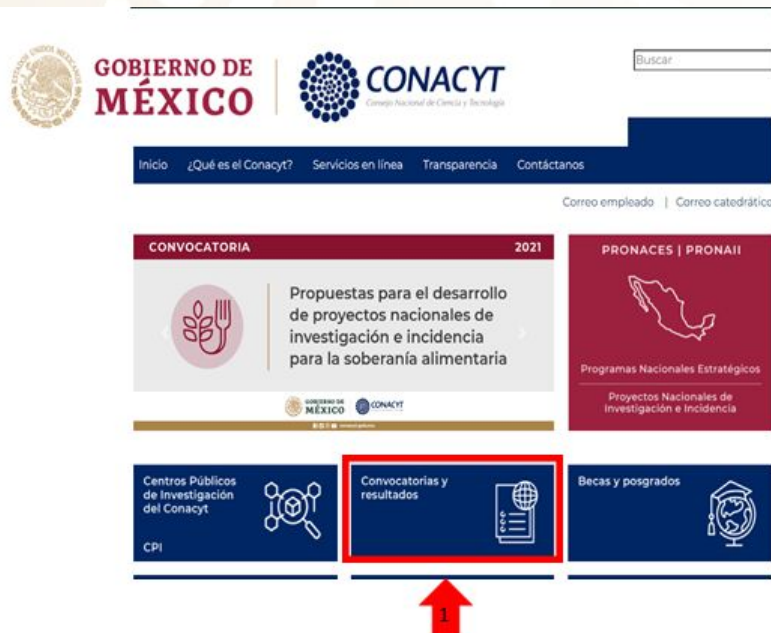 GOBIERNO DE
MÉXICO
CONACYT
Consejo Nacional de Ciencia y Tecnología
Buscar
Inicio ¿Qué es el Conacyt? Servicios en línea Transparencia Contáctanos
Correo empleado | Correo catedrático
CONVOCATORIA 2021
Propuestas para el desarrollo
de proyectos nacionales de
investigación e incidencia
para la soberanía alimentaria
GOBIERNO DE
MÉXICO
CONACYT
PRONACES | PRONAII
Programas Nacionales Estratégicos
Proyectos Nacionales de
Investigación e Incidencia
Centros Públicos
de Investigación
del Conacyt
CPI
Convocatorias y
resultados
Becas y posgrados
1